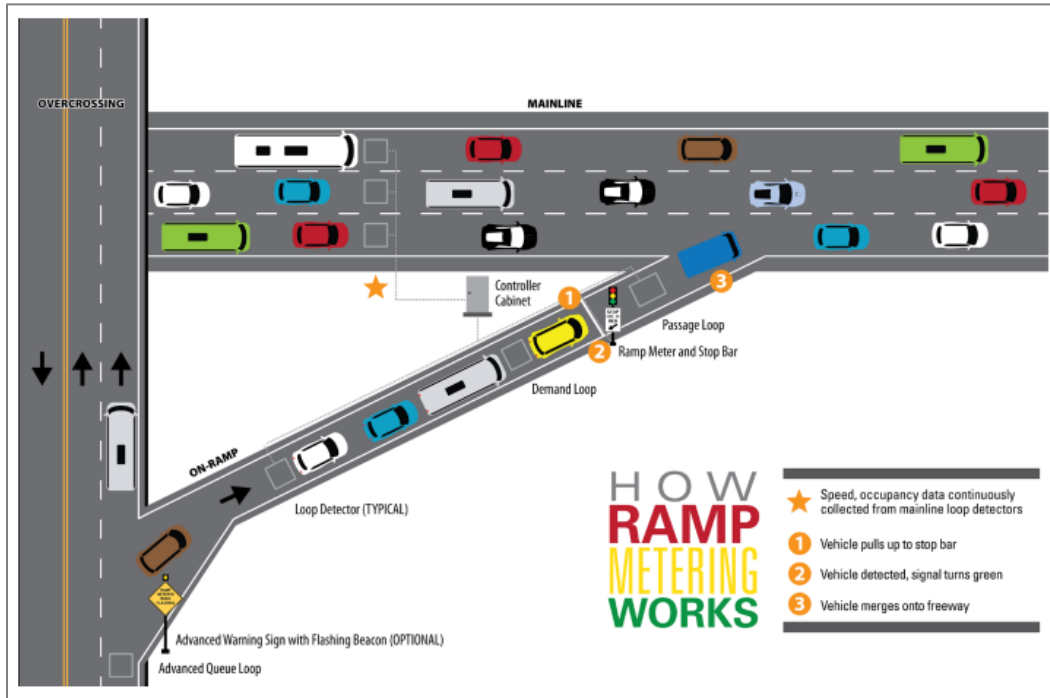 OVERCROSSING
MAINLINE
Controller
Cabinet
1
3
Passage Loop
2
Ramp Meter and Stop Bar
Demand Loop
ON-RAMP
Loop Detector (TYPICAL)
Advanced Warning Sign with Flashing Beacon (OPTIONAL)
Advanced Queue Loop
HOW
RAMP
METERING
WORKS
Speed, occupancy data continuously
collected from mainline loop detectors
1 Vehicle pulls up to stop bar
2 Vehicle detected, signal turns green
3 Vehicle merges onto freeway